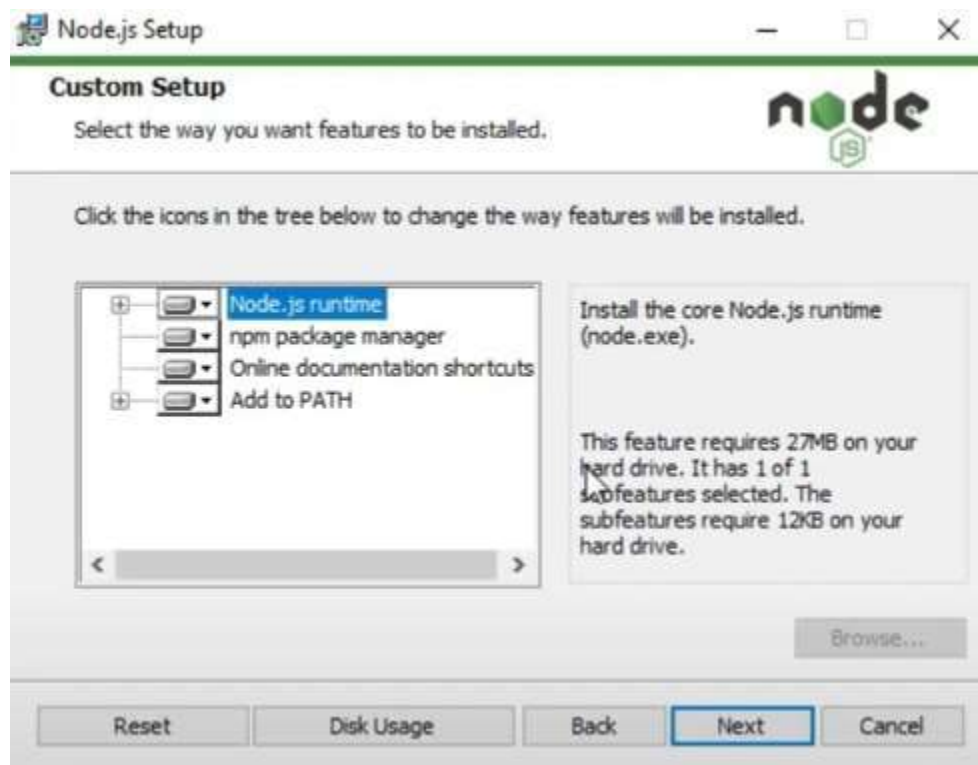 Node.js Setup
Custom Setup
Select the way you want features to be installed.
node
JS
Click the icons in the tree below to change the way features will be installed.
Node.js runtime
npm package manager
Online documentation shortcuts
Add to PATH
Install the core Node.js runtime
(node.exe).
This feature requires 27MB on your
hard drive. It has 1 of 1
subfeatures selected. The
subfeatures require 12KB on your
hard drive.
Browse...
Reset
Disk Usage
Back
Next
Cancel